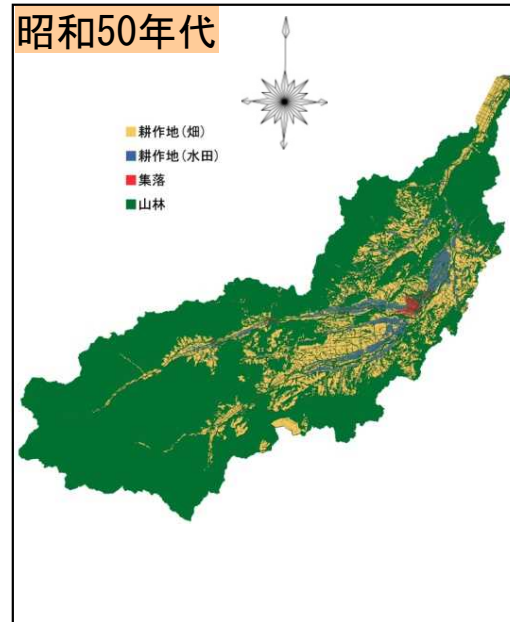 昭和50年代
耕作地(畑)
耕作地(水田)
集落
山林